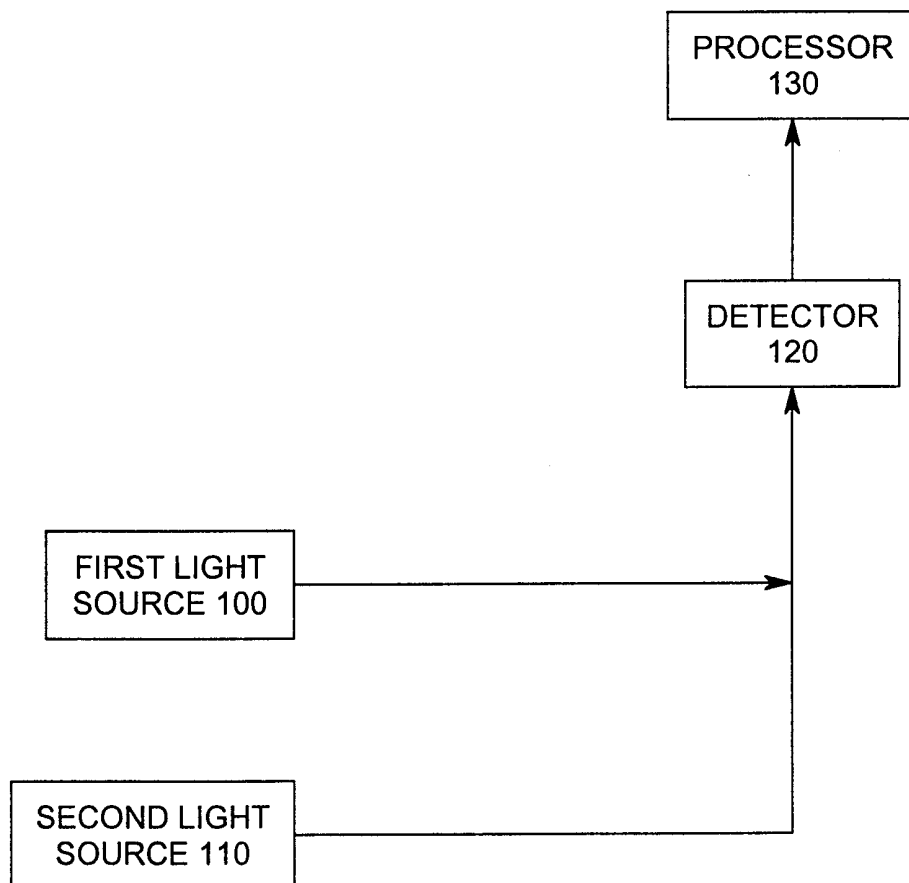 PROCESSOR
130
DETECTOR
120
FIRST LIGHT
SOURCE 100
SECOND LIGHT
SOURCE 110